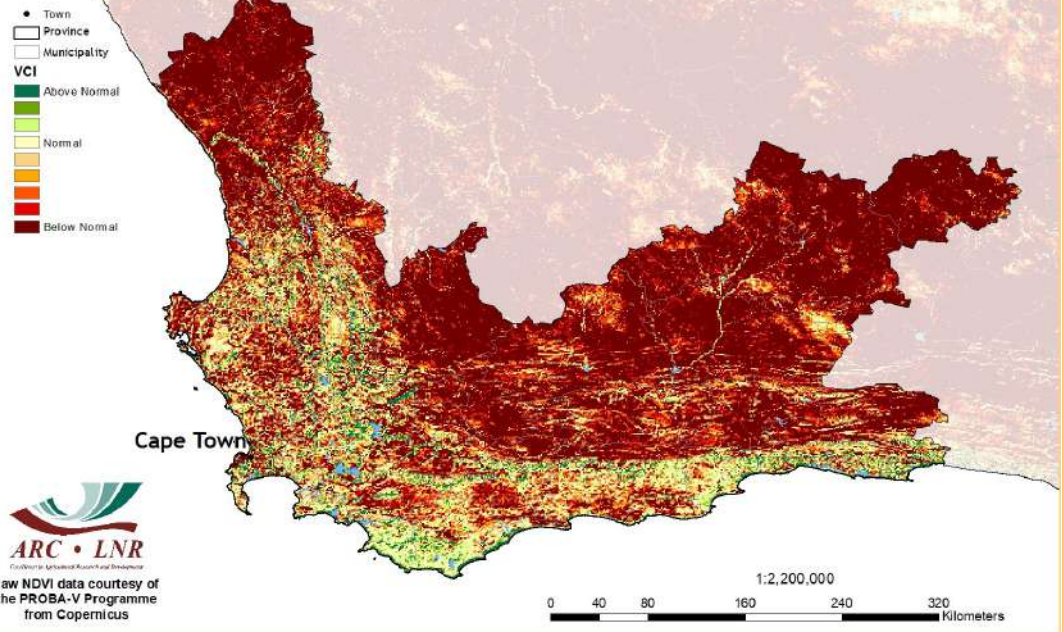 Town
Province
Municipality
VCI
Above Normal
Normal
Below Normal
Cape Town
ARC • LNR
aw NDVI data courtesy of
he PROBA-V Programme
from Copernicus
1:2,200,000
0 40 80 160 240 320
Kilometers